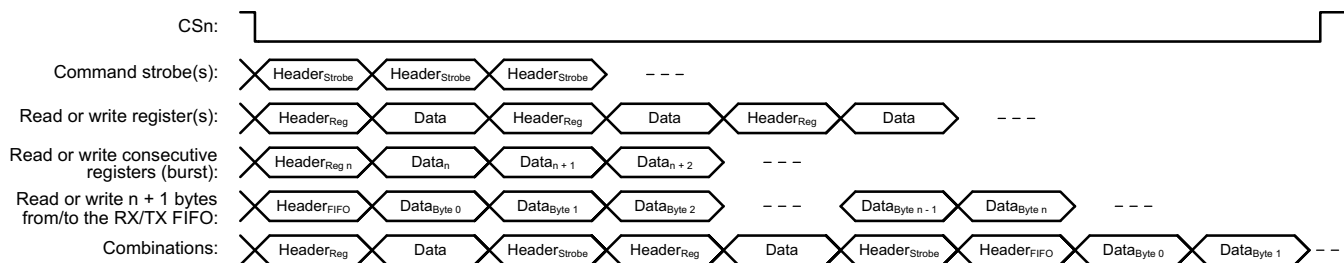 CSn:
Command strobe(s): Header_Strobe Header_Strobe Header_Strobe – – –
Read or write register(s): Header_Reg Data Header_Reg Data Header_Reg Data – – –
Read or write consecutive
registers (burst): Header_Reg n Data_n Data_n + 1 Data_n + 2 – – –
Read or write n + 1 bytes
from/to the RX/TX FIFO: Header_FIFO Data_Byte 0 Data_Byte 1 Data_Byte 2 – – – Data_Byte n - 1 Data_Byte n – – –
Combinations: Header_Reg Data Header_Strobe Header_Reg Data Header_Strobe Header_FIFO Data_Byte 0 Data_Byte 1 – – –